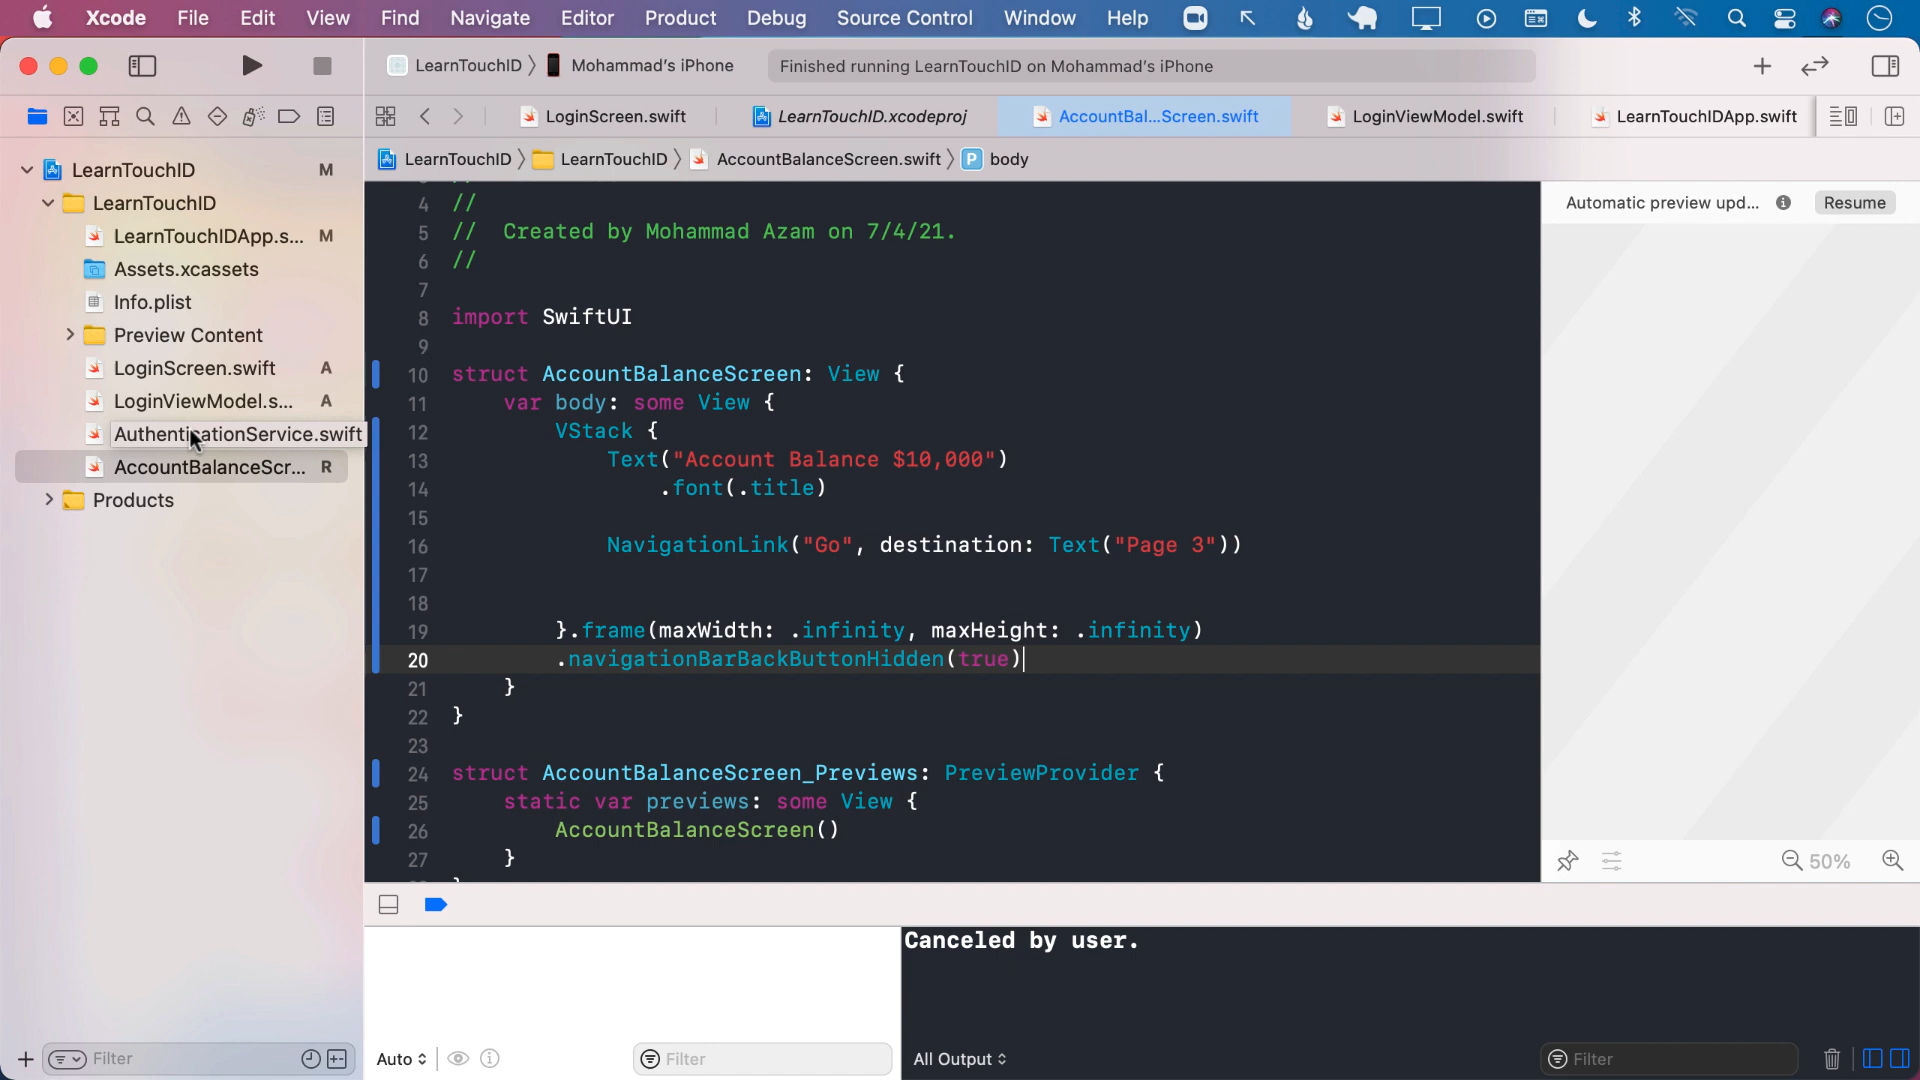 Xcode File Edit View Find Navigate Editor Product Debug Source Control Window Help
LearnTouchID 〉 Mohammad's iPhone
Finished running LearnTouchID on Mohammad's iPhone
LoginScreen.swift LearnTouchID.xcodeproj AccountBal...Screen.swift LoginViewModel.swift LearnTouchIDApp.swift
LearnTouchID 〉 LearnTouchID 〉 AccountBalanceScreen.swift 〉 P body
LearnTouchID M
LearnTouchID
LearnTouchIDApp.s... M
Assets.xcassets
Info.plist
Preview Content
LoginScreen.swift A
LoginViewModel.s... A
AuthenticationService.swift
AccountBalanceScr... R
Products
Filter
4 //
5 //  Created by Mohammad Azam on 7/4/21.
6 //
7
8 import SwiftUI
9
10 struct AccountBalanceScreen: View {
11     var body: some View {
12         VStack {
13             Text("Account Balance $10,000")
14                 .font(.title)
15
16             NavigationLink("Go", destination: Text("Page 3"))
17
18
19         }.frame(maxWidth: .infinity, maxHeight: .infinity)
20         .navigationBarBackButtonHidden(true)
21     }
22 }
23
24 struct AccountBalanceScreen_Previews: PreviewProvider {
25     static var previews: some View {
26         AccountBalanceScreen()
27     }
Automatic preview upd... Resume
50%
Canceled by user.
Auto Filter
All Output Filter